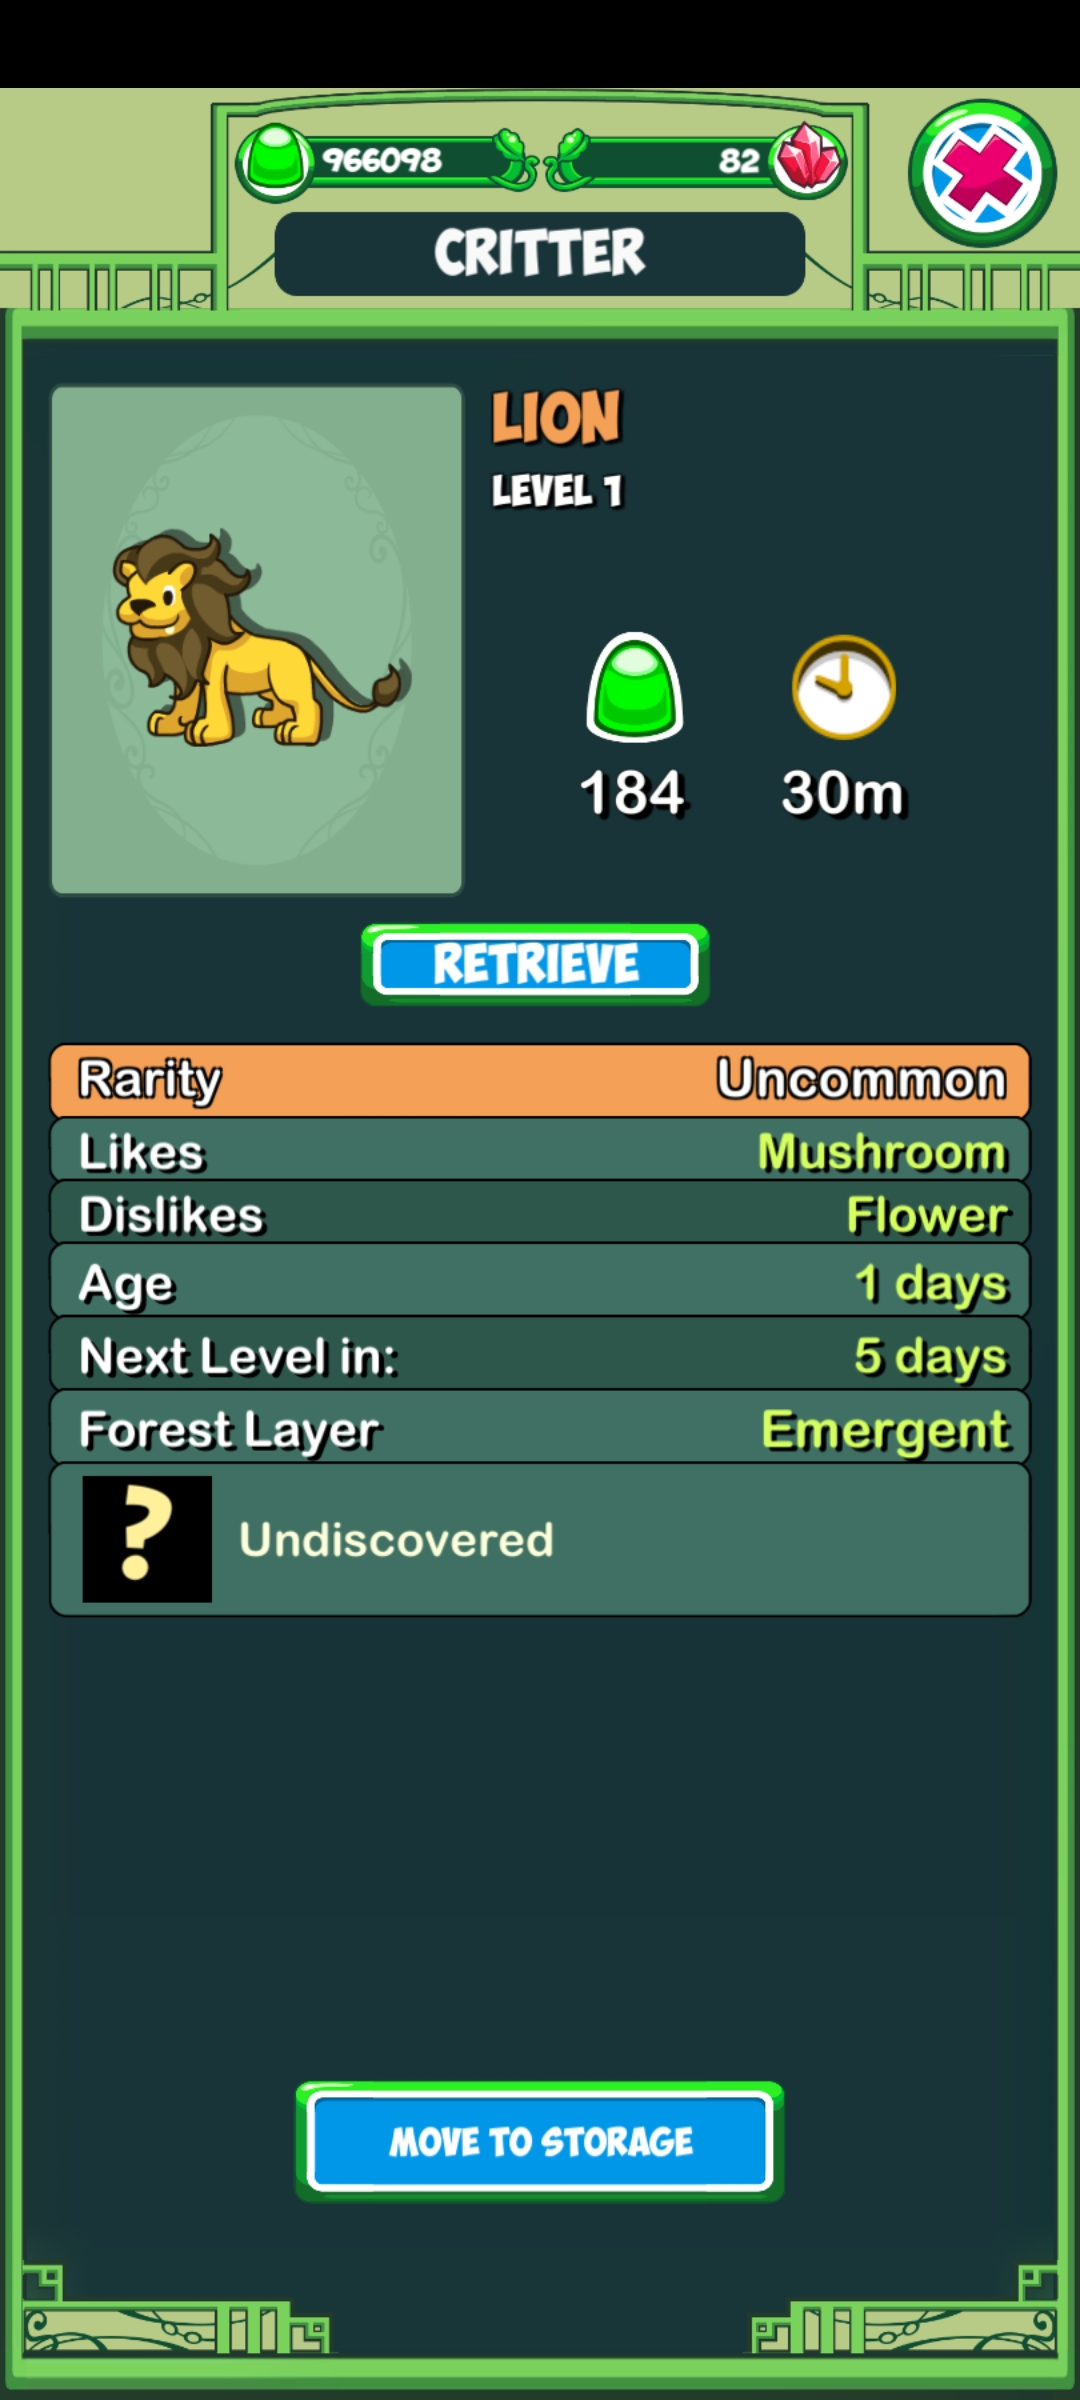 966098 82
CRITTER
LION
LEVEL 1
184 30m
RETRIEVE
Rarity Uncommon
Likes Mushroom
Dislikes Flower
Age 1 days
Next Level in: 5 days
Forest Layer Emergent
? Undiscovered
MOVE TO STORAGE